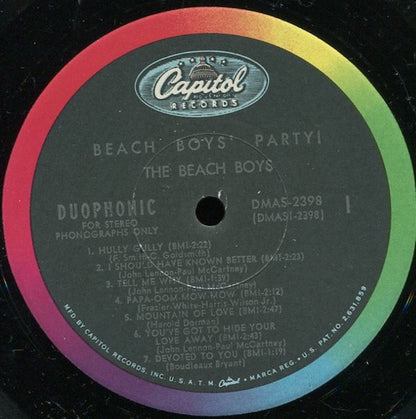 Capitol
RECORDS
BEACH BOYS' PARTY!
THE BEACH BOYS
DUOPHONIC
FOR STEREO
PHONOGRAPHS ONLY
DMAS-2398
(DMAS1-2398)
1
1. HULLY GULLY (BMI-2:22)
(F. Smith-C. Goldsmith)
2. I SHOULD HAVE KNOWN BETTER (BMI-2:23)
(John Lennon-Paul McCartney)
3. TELL ME WHY (BMI-1:39)
(John Lennon-Paul McCartney)
4. PAPA-OOM MOW MOW (BMI-2:12)
(Frazier-White-Harris-Wilson Jr.)
5. MOUNTAIN OF LOVE (BMI-2:47)
(Harold Dorman)
6. YOU'VE GOT TO HIDE YOUR
LOVE AWAY (BMI-2:43)
(John Lennon-Paul McCartney)
7. DEVOTED TO YOU (BMI-1:19)
(Boudleaux Bryant)
MFD. BY CAPITOL RECORDS, INC. U.S.A. T.M. Capitol MARCA REG. • U.S. PAT. NO. 2,631,859